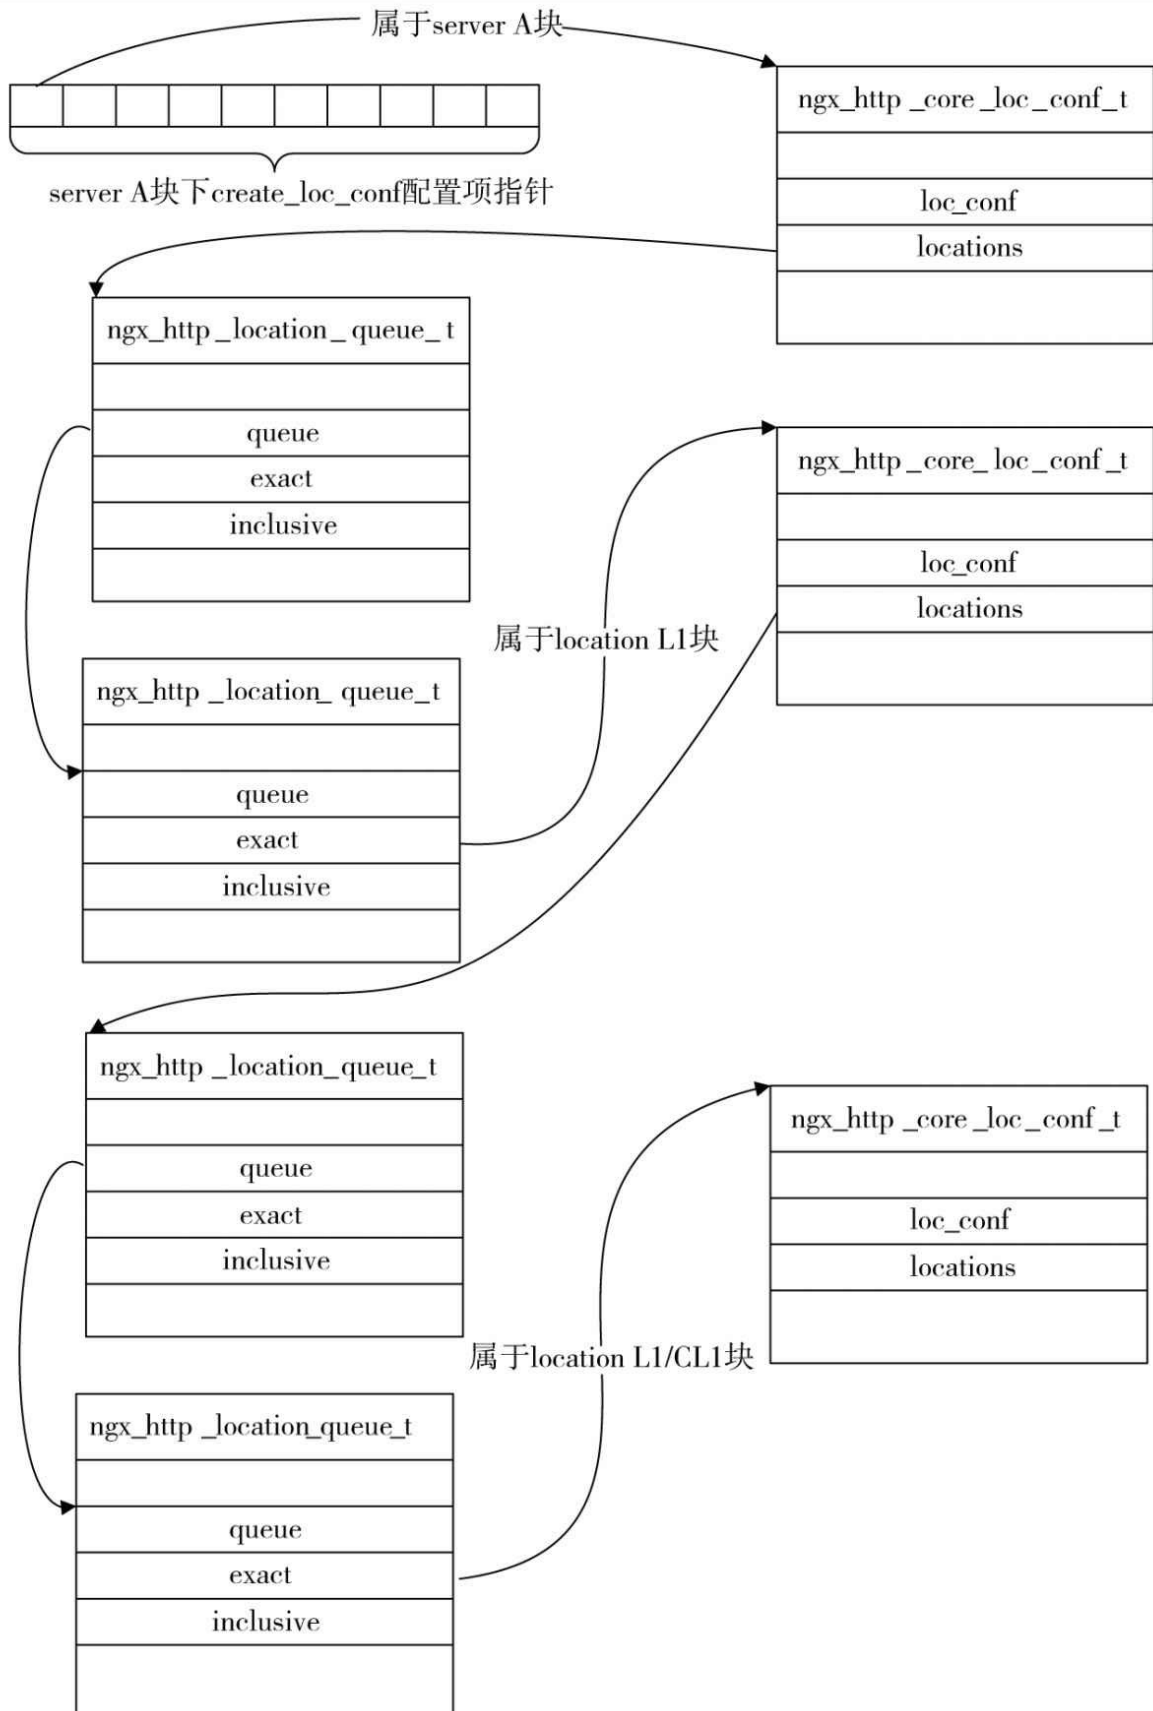 属于server A块
server A块下create_loc_conf配置项指针
ngx_http_core_loc_conf_t
loc_conf
locations
ngx_http_location_queue_t
queue
exact
inclusive
ngx_http_core_loc_conf_t
loc_conf
locations
属于location L1块
ngx_http_location_queue_t
queue
exact
inclusive
ngx_http_location_queue_t
queue
exact
inclusive
ngx_http_core_loc_conf_t
loc_conf
locations
属于location L1/CL1块
ngx_http_location_queue_t
queue
exact
inclusive